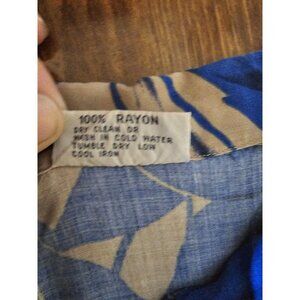 100% RAYON
DRY CLEAN OR
WASH IN COLD WATER
TUMBLE DRY LOW
COOL IRON